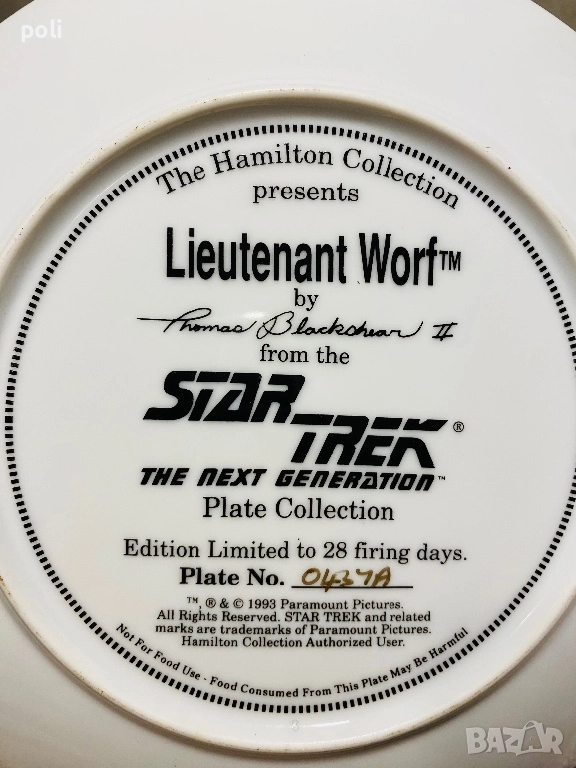 poli
The Hamilton Collection
presents
Lieutenant Worf™
by
Thomas Blackshear II
from the
STAR TREK®
THE NEXT GENERATION™
Plate Collection
Edition Limited to 28 firing days.
Plate No. 0437A
™, ® & © 1993 Paramount Pictures.
All Rights Reserved. STAR TREK and related
marks are trademarks of Paramount Pictures.
Hamilton Collection Authorized User.
Not For Food Use - Food Consumed From This Plate May Be Harmful
BAZAR